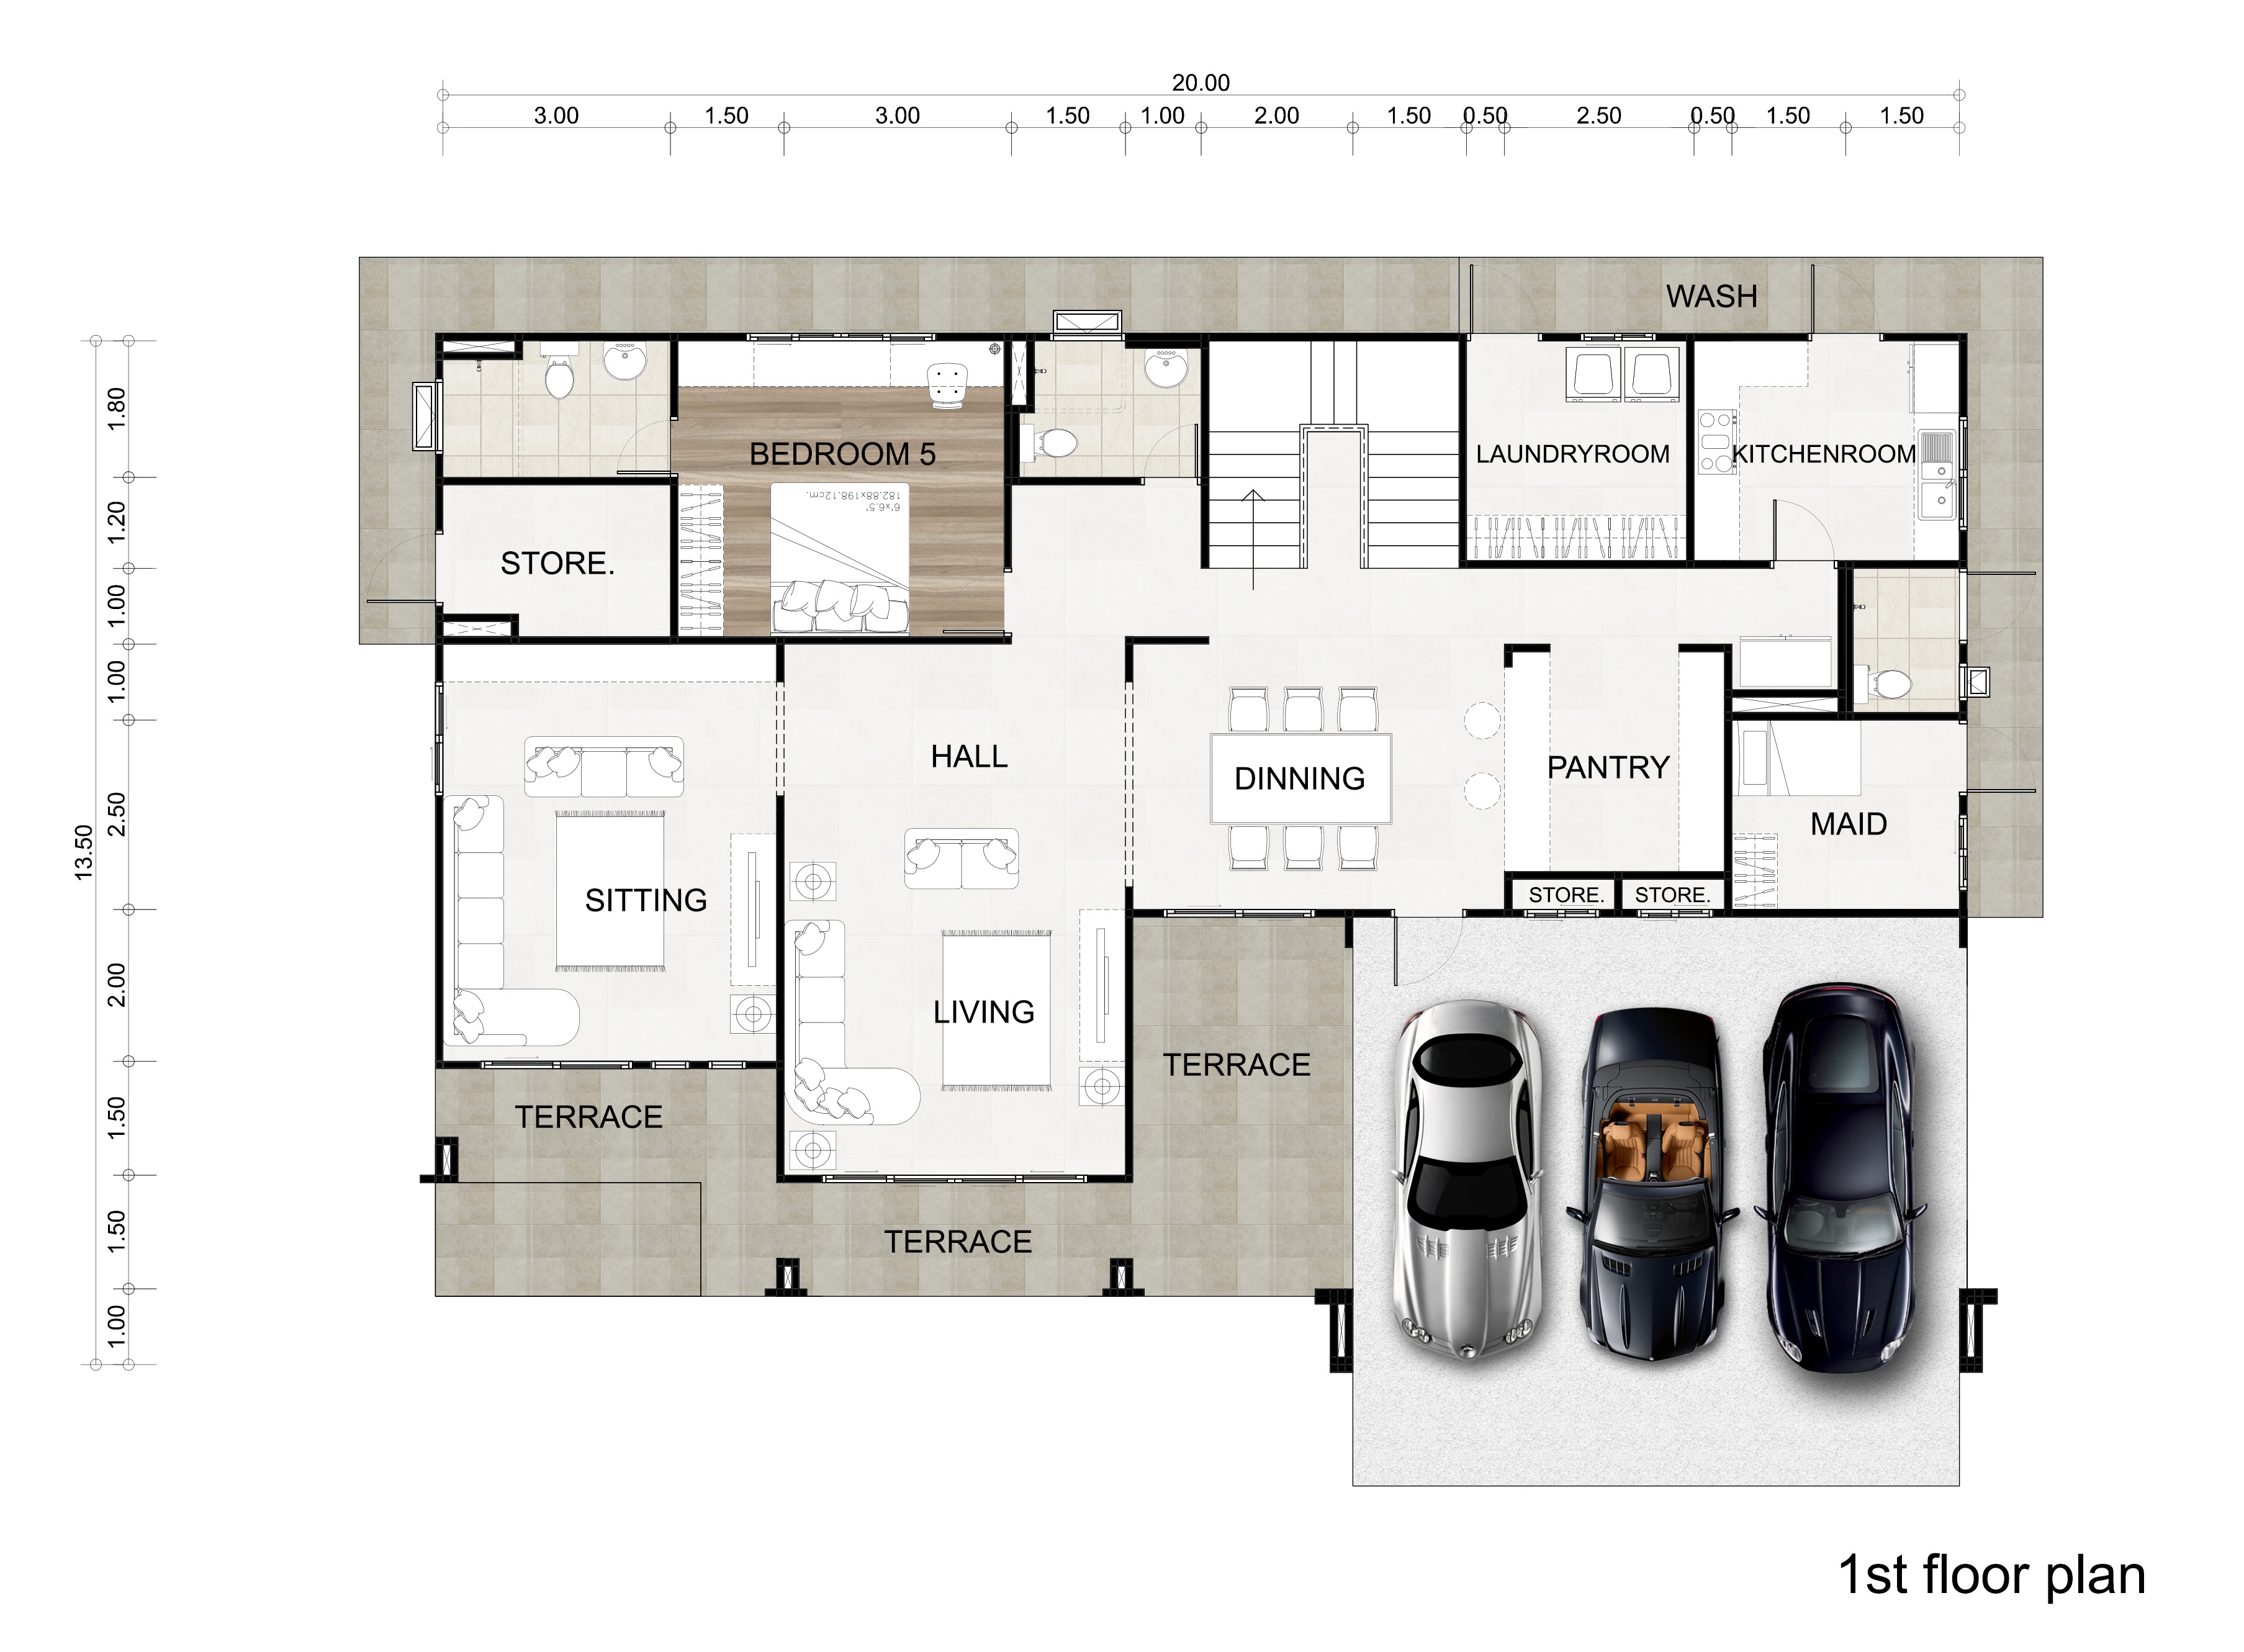 20.00
3.00 1.50 3.00 1.50 1.00 2.00 1.50 0.50 2.50 0.50 1.50 1.50
WASH
1.80
BEDROOM 5
LAUNDRYROOM
KITCHENROOM
6'x6.5'
182.88x198.12cm.
1.20
STORE.
1.00
1.00
HALL
DINNING
PANTRY
2.50
MAID
13.50
SITTING
STORE.
STORE.
2.00
LIVING
TERRACE
1.50
TERRACE
1.50
TERRACE
1.00
1st floor plan